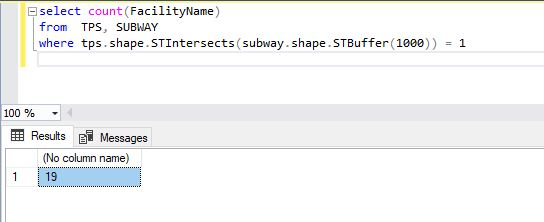 select count(FacilityName)
from  TPS, SUBWAY
where tps.shape.STIntersects(subway.shape.STBuffer(1000)) = 1
100 %
Results Messages
(No column name)
1 19